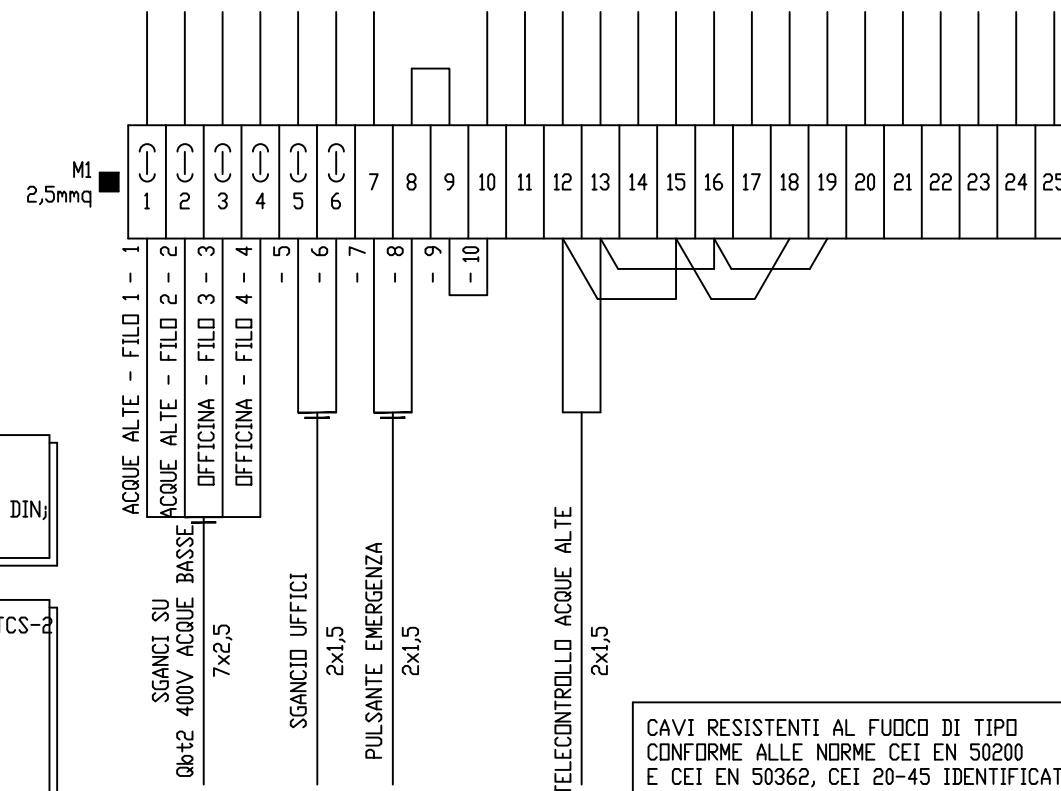 M1
2,5mmq
1 2 3 4 5 6 7 8 9 10 11 12 13 14 15 16 17 18 19 20 21 22 23 24 25
ACQUE ALTE - FILO 1 - 1
ACQUE ALTE - FILO 2 - 2
OFFICINA - FILO 3 - 3
OFFICINA - FILO 4 - 4
- 5
- 6
- 7
- 8
- 9
- 10
SGANCI SU
Qbt2 400V ACQUE BASSE
7x2,5
SGANCIO UFFICI
2x1,5
PULSANTE EMERGENZA
2x1,5
TELECONTROLLO ACQUE ALTE
2x1,5
DIN;
TCS-2
CAVI RESISTENTI AL FUOCO DI TIPO
CONFORME ALLE NORME CEI EN 50200
E CEI EN 50362, CEI 20-45 IDENTIFICAT